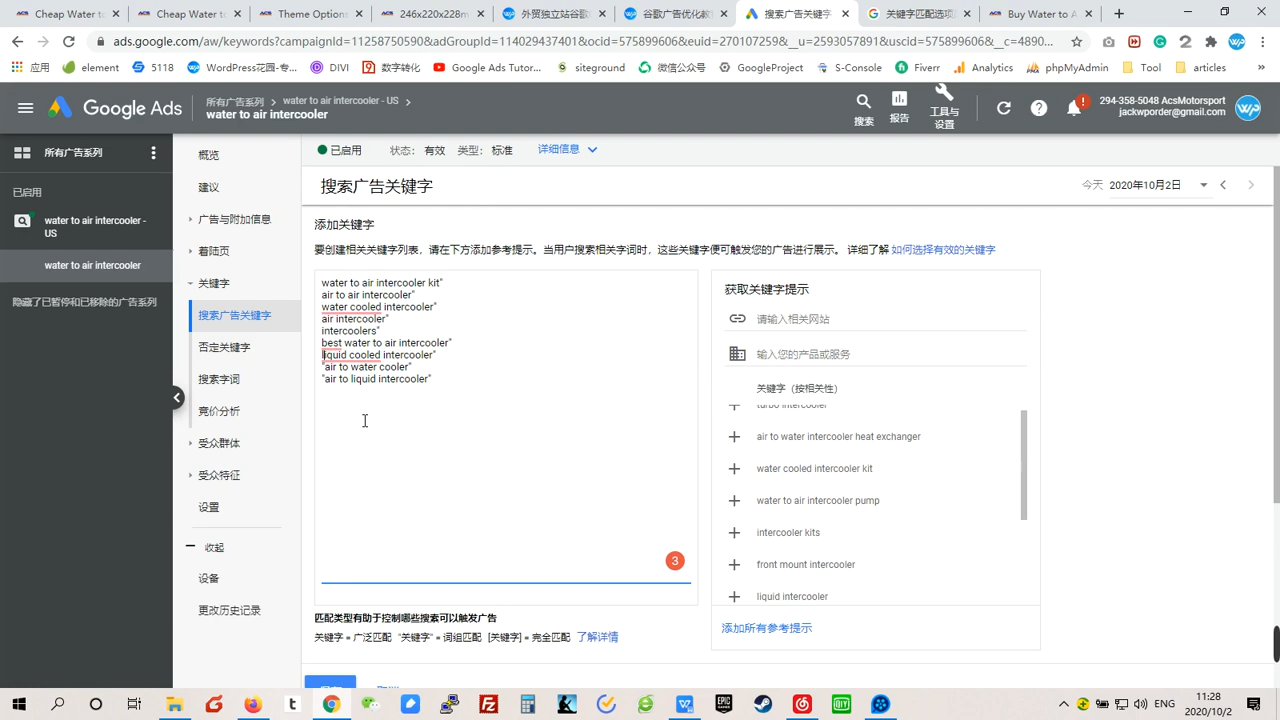 Cheap Water to
Cheap Water to
Theme Options
246x220x228m
外贸独立站谷歌
谷歌广告优化
搜索广告关键字
关键字匹配选项
Buy Water to A
ads.google.com/aw/keywords?campaignId=11258750590&adGroupId=114029437401&ocid=575899606&euid=270107259&__u=2593057891&uscid=575899606&__c=4890...
应用
element
5118
WordPress花园-专...
DIVI
数字转化
Google Ads Tutor...
siteground
微信公众号
GoogleProject
S-Console
Fiverr
Analytics
phpMyAdmin
Tool
articles
»
Google Ads
所有广告系列 > water to air intercooler - US >
water to air intercooler
搜索
报告
工具与
设置
294-358-5048 AcsMotorsport
jackwporder@gmail.com
所有广告系列
已启用
water to air intercooler -
US
water to air intercooler
隐藏了已暂停和已移除的广告系列
概览
建议
广告与附加信息
着陆页
关键字
搜索广告关键字
否定关键字
搜索字词
竞价分析
受众群体
受众特征
设置
收起
设备
更改历史记录
已启用 状态： 有效 类型： 标准 详细信息
搜索广告关键字
今天 2020年10月2日
添加关键字
要创建相关关键字列表，请在下方添加参考提示。当用户搜索相关字词时，这些关键字便可触发您的广告进行展示。 详细了解 如何选择有效的关键字
water to air intercooler kit"
air to air intercooler"
water cooled intercooler"
air intercooler"
intercoolers"
best water to air intercooler"
liquid cooled intercooler"
"air to water cooler"
"air to liquid intercooler"
3
获取关键字提示
请输入相关网站
输入您的产品或服务
关键字（按相关性）
turbo intercooler
air to water intercooler heat exchanger
water cooled intercooler kit
water to air intercooler pump
intercooler kits
front mount intercooler
liquid intercooler
添加所有参考提示
匹配类型有助于控制哪些搜索可以触发广告
关键字 = 广泛匹配 "关键字" = 词组匹配 [关键字] = 完全匹配 了解详情
ENG
11:28
2020/10/2